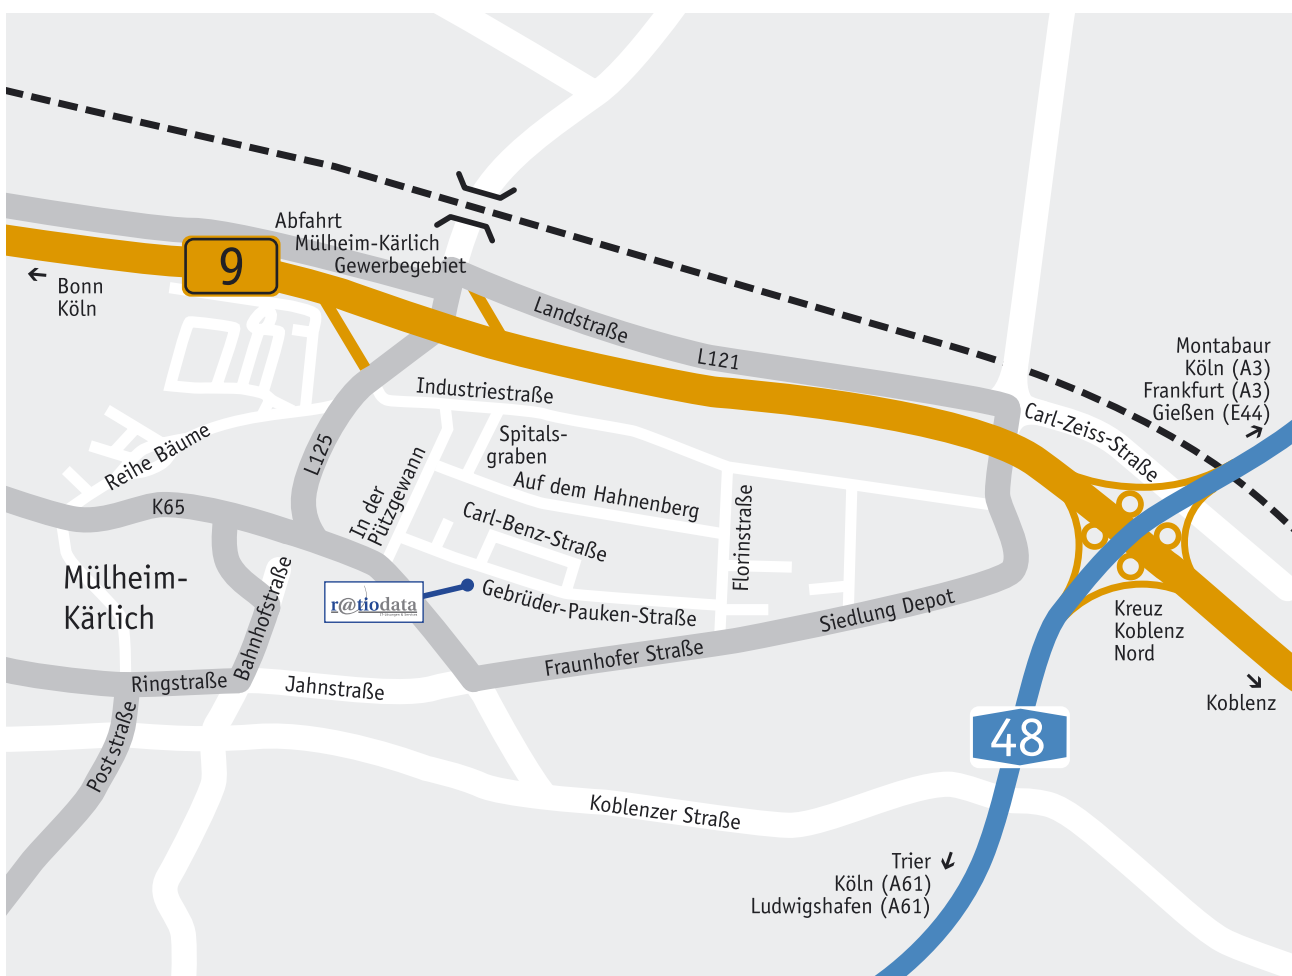 Abfahrt
Mülheim-Kärlich
Gewerbegebiet
9
Bonn
Köln
Landstraße
L121
Montabaur
Köln (A3)
Frankfurt (A3)
Gießen (E44)
Industriestraße
Carl-Zeiss-Straße
Spitals-
graben
Reihe Bäume
L125
K65
In der
Pützgewann
Auf dem Hahnenberg
Florinstraße
Carl-Benz-Straße
Mülheim-
Kärlich
Bahnhofstraße
r@tiodata
Gebrüder-Pauken-Straße
Siedlung Depot
Kreuz
Koblenz
Nord
Fraunhofer Straße
Ringstraße
Jahnstraße
Koblenz
Poststraße
48
Koblenzer Straße
Trier
Köln (A61)
Ludwigshafen (A61)